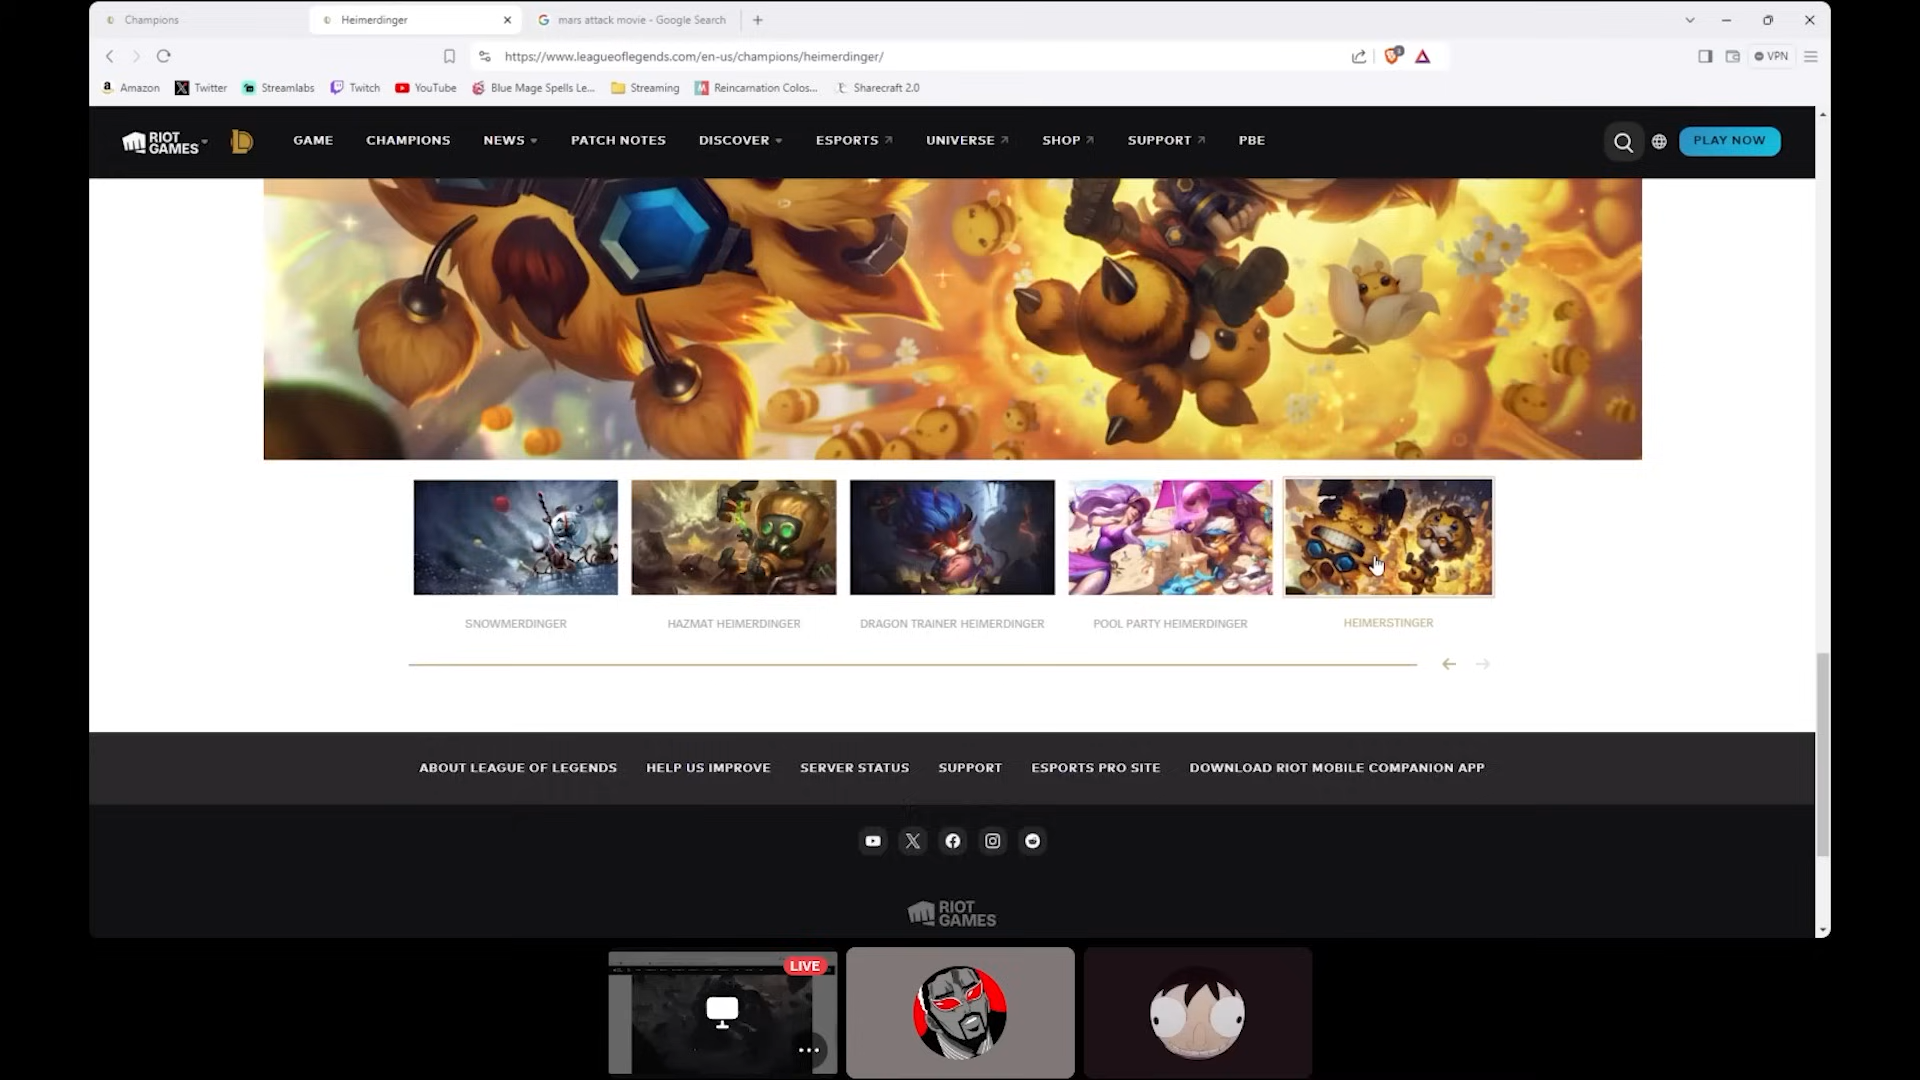 Champions
Heimerdinger
mars attack movie - Google Search
https://www.leagueoflegends.com/en-us/champions/heimerdinger/
VPN
Amazon
Twitter
Streamlabs
Twitch
YouTube
Blue Mage Spells Le...
Streaming
Reincarnation Colos...
Sharecraft 2.0
RIOT
GAMES
GAME
CHAMPIONS
NEWS
PATCH NOTES
DISCOVER
ESPORTS
UNIVERSE
SHOP
SUPPORT
PBE
PLAY NOW
SNOWMERDINGER
HAZMAT HEIMERDINGER
DRAGON TRAINER HEIMERDINGER
POOL PARTY HEIMERDINGER
HEIMERSTINGER
ABOUT LEAGUE OF LEGENDS
HELP US IMPROVE
SERVER STATUS
SUPPORT
ESPORTS PRO SITE
DOWNLOAD RIOT MOBILE COMPANION APP
RIOT
GAMES
LIVE